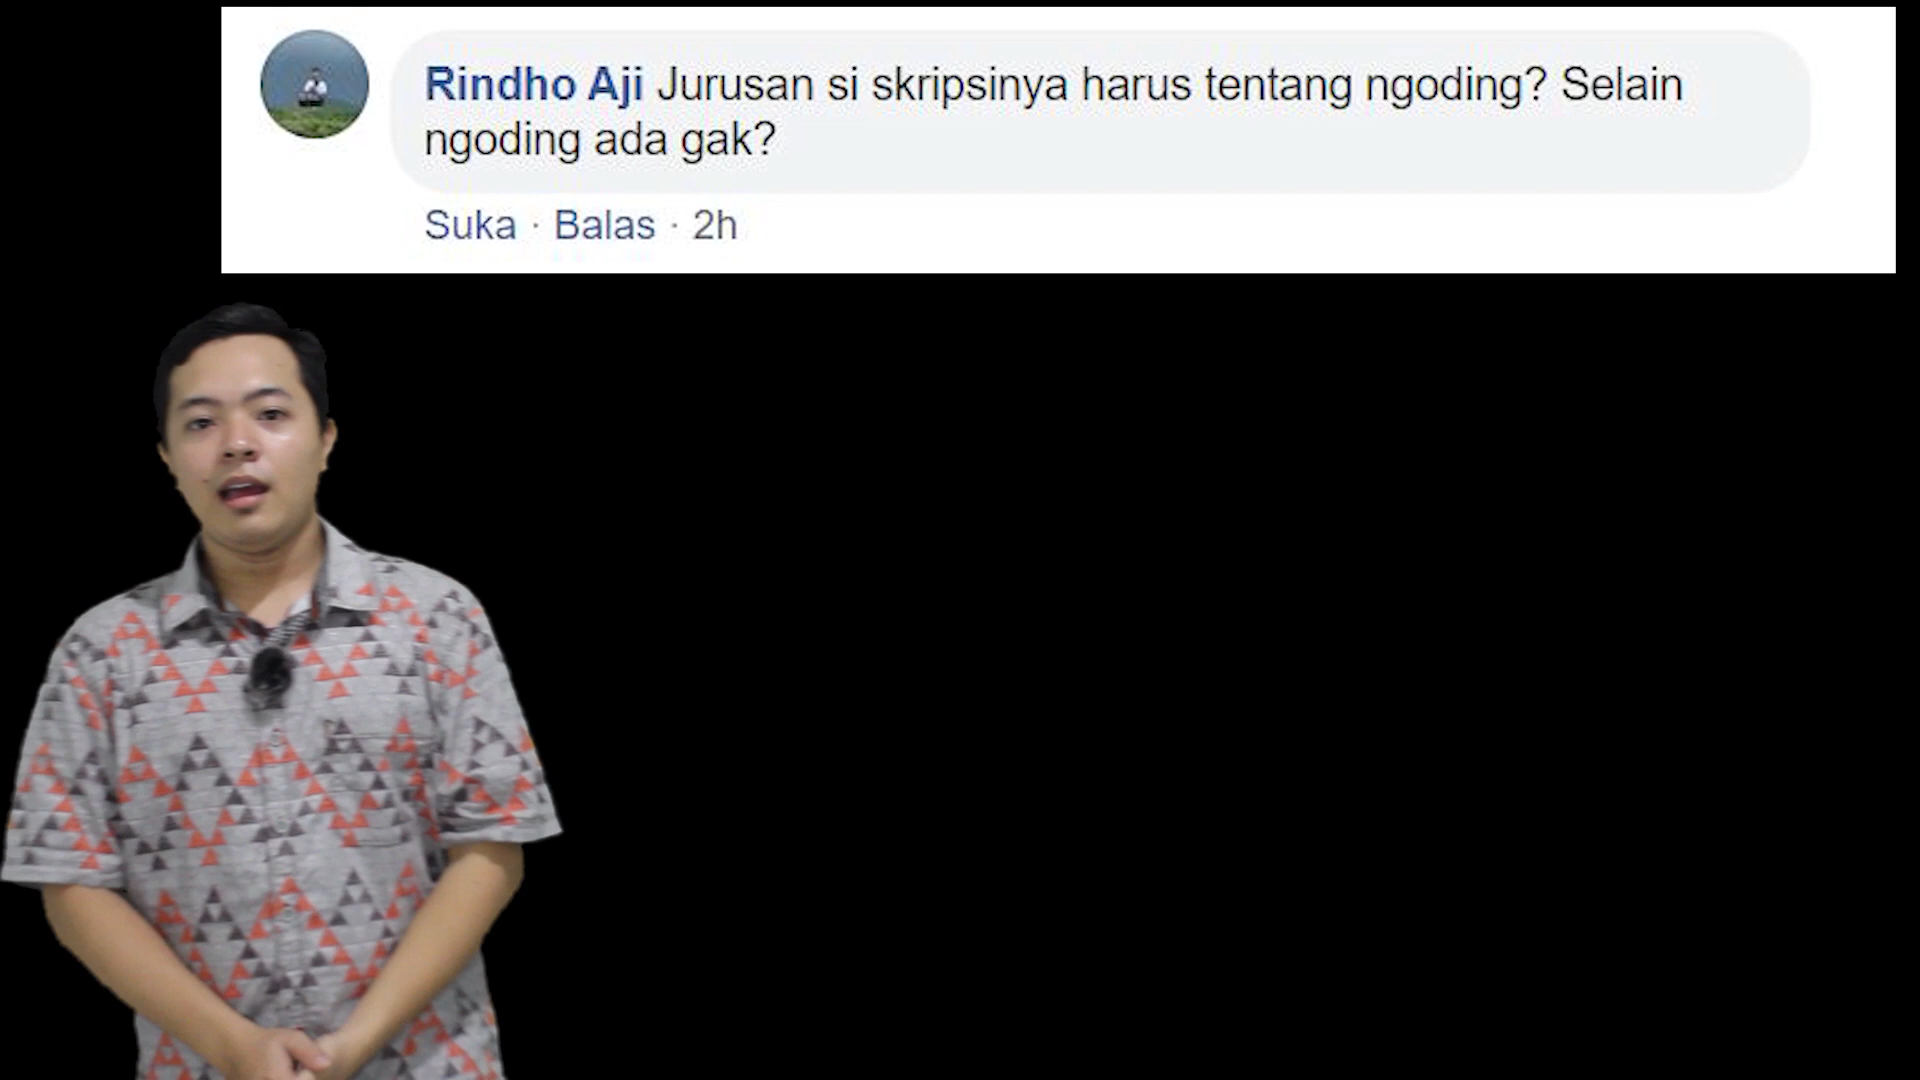 Rindho Aji Jurusan si skripsinya harus tentang ngoding? Selain
ngoding ada gak?
Suka · Balas · 2h